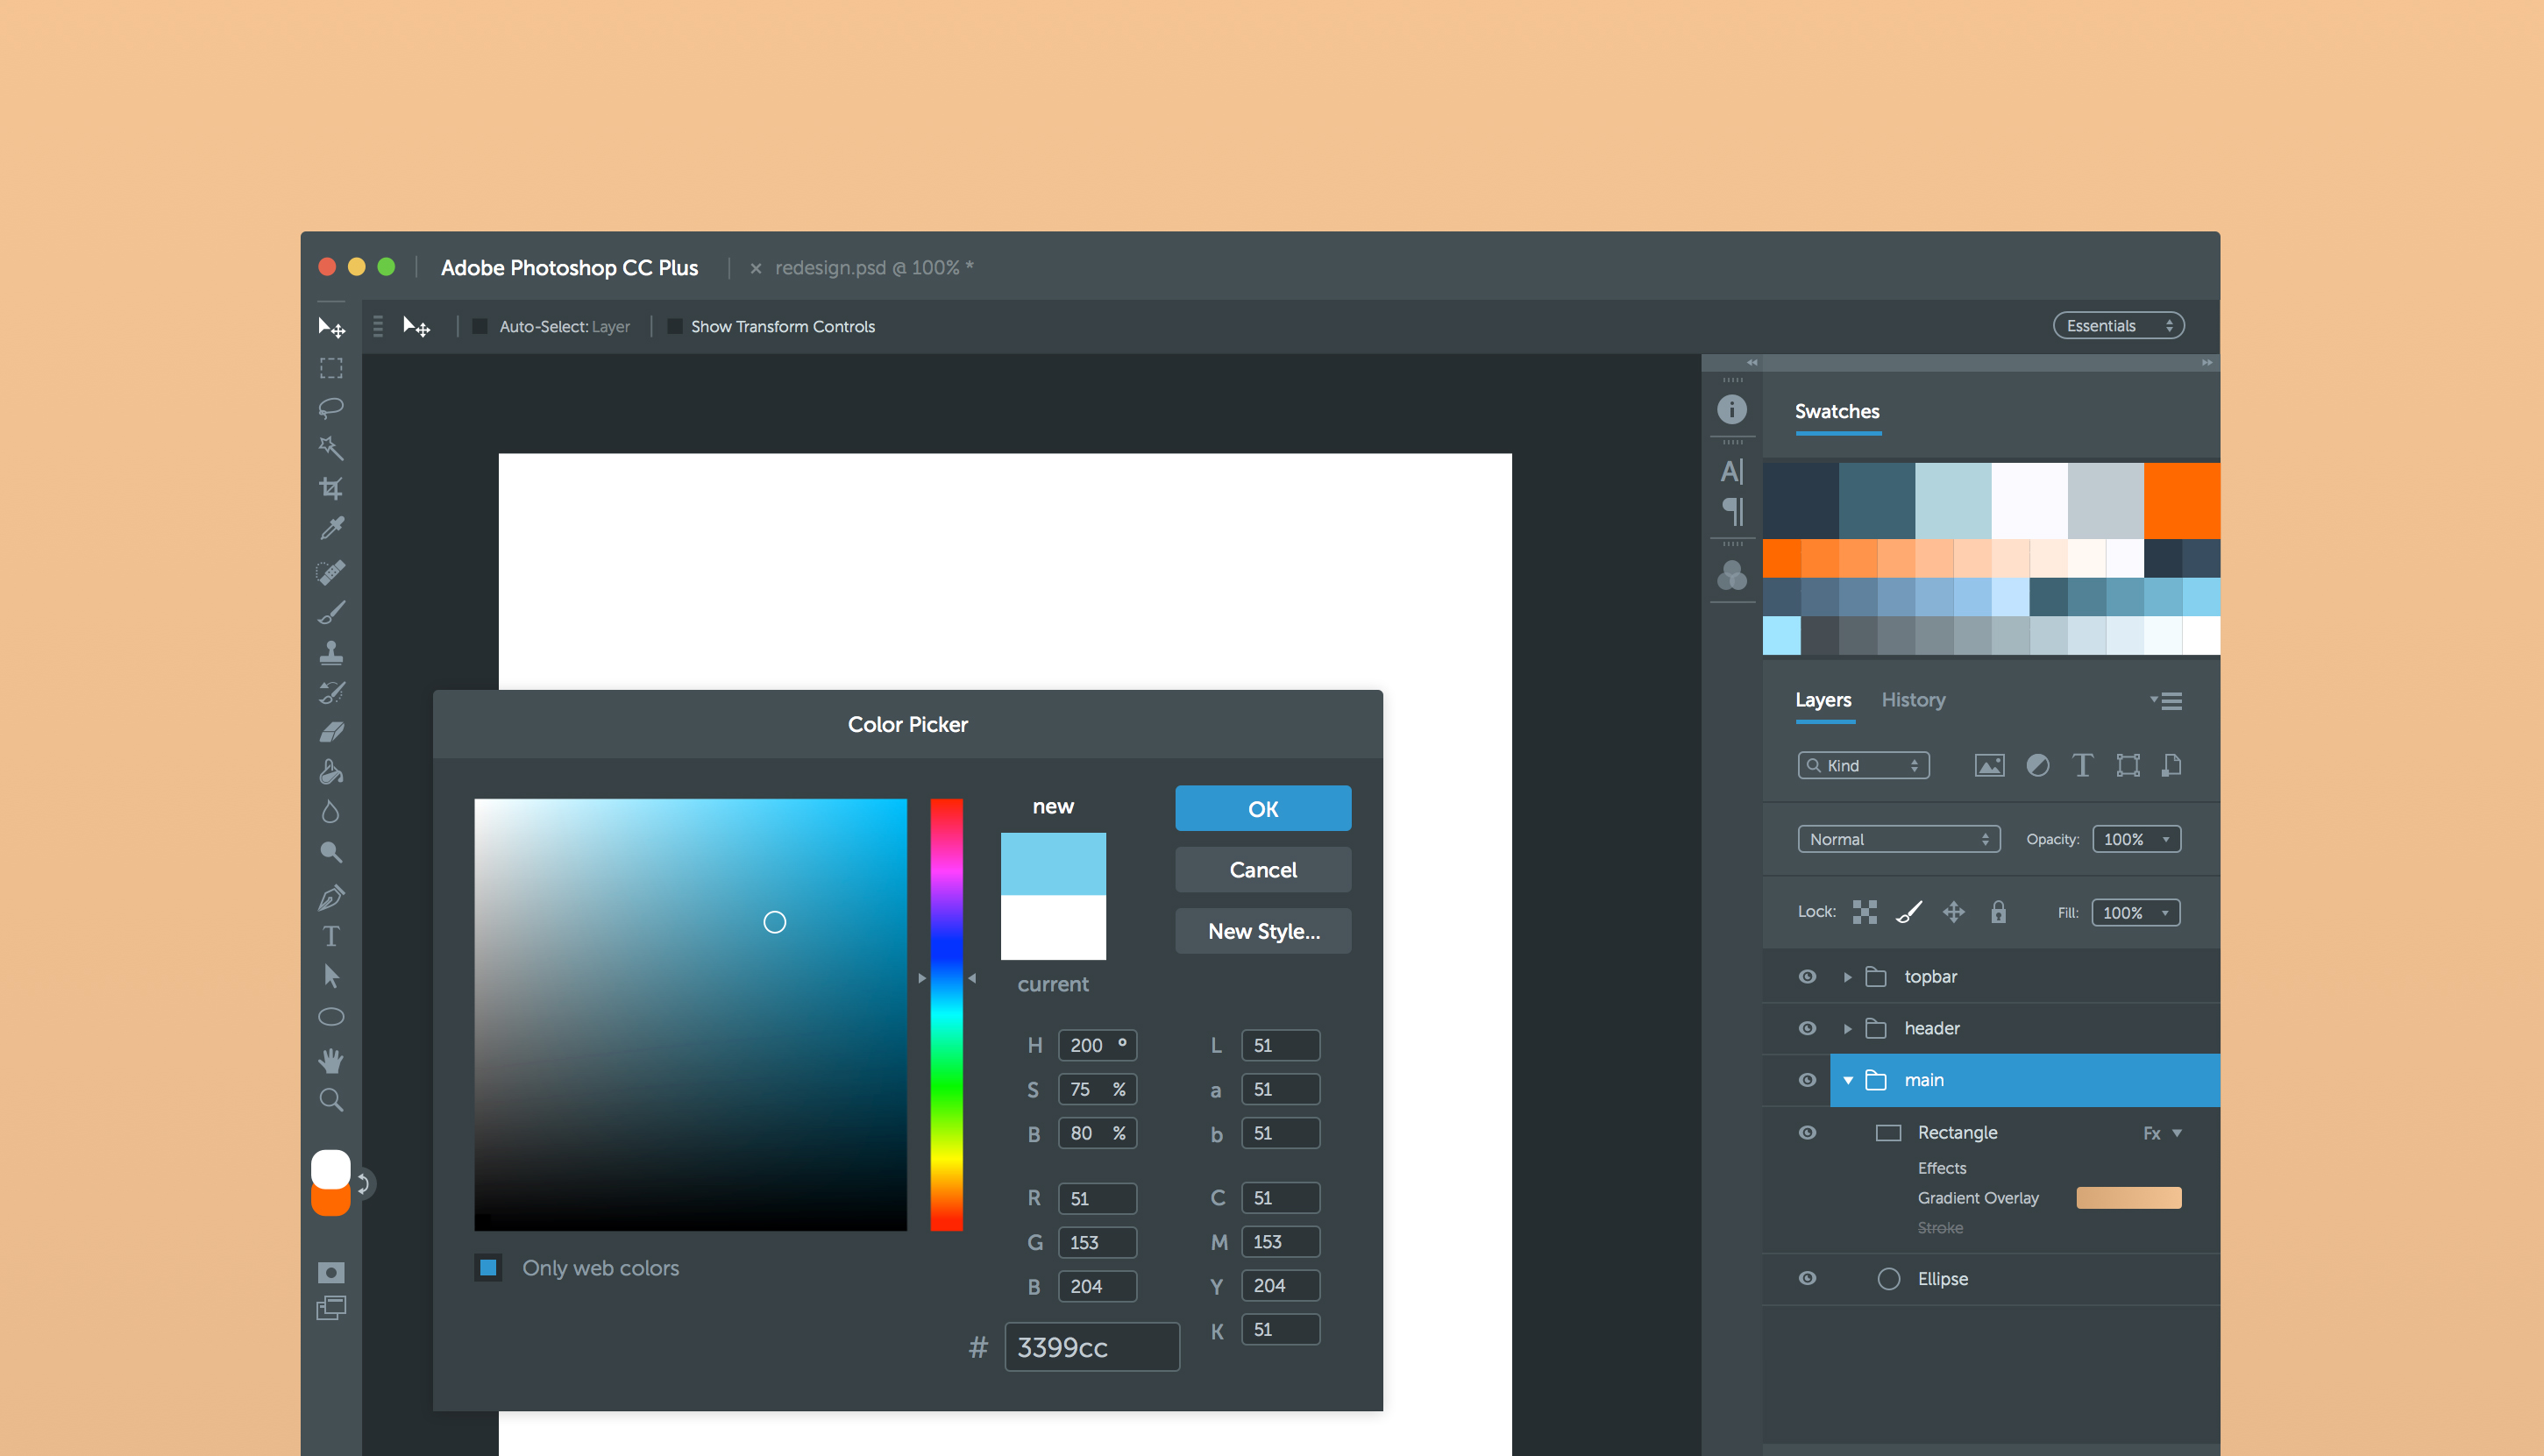 Adobe Photoshop CC Plus
× redesign.psd @ 100% *
Auto-Select: Layer
Show Transform Controls
Essentials
Swatches
A
¶
Layers History
Kind
T
Normal
Opacity: 100%
Lock:
Fill: 100%
topbar
header
main
Rectangle Fx
Effects
Gradient Overlay
Stroke
Ellipse
T
Color Picker
new
current
OK
Cancel
New Style...
H 200 °
S 75 %
B 80 %
R 51
G 153
B 204
# 3399cc
L 51
a 51
b 51
C 51
M 153
Y 204
K 51
Only web colors